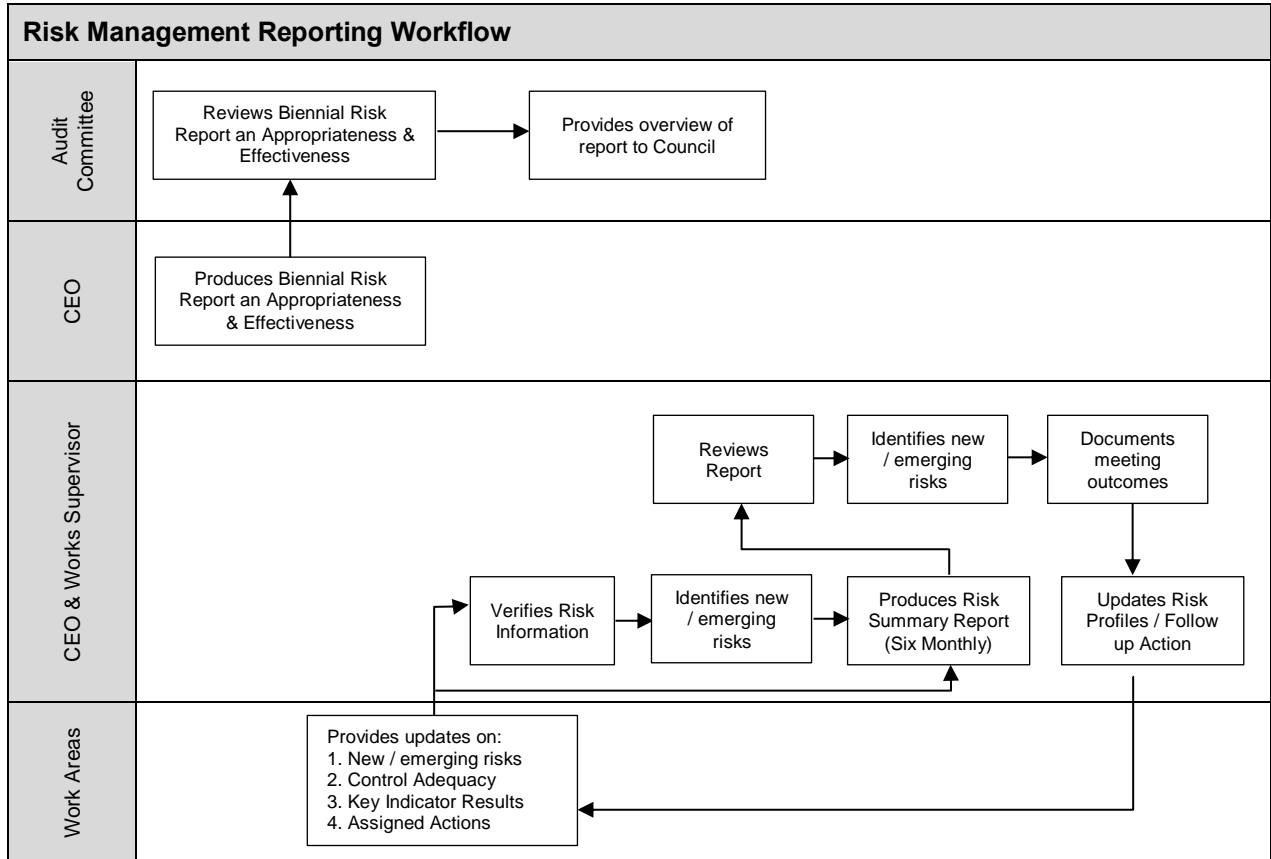 Risk Management Reporting Workflow
Audit
Committee
Reviews Biennial Risk
Report an Appropriateness &
Effectiveness
Provides overview of
report to Council
CEO
Produces Biennial Risk
Report an Appropriateness
& Effectiveness
CEO & Works Supervisor
Reviews
Report
Identifies new
/ emerging
risks
Documents
meeting
outcomes
Verifies Risk
Information
Identifies new
/ emerging
risks
Produces Risk
Summary Report
(Six Monthly)
Updates Risk
Profiles / Follow
up Action
Work Areas
Provides updates on:
1. New / emerging risks
2. Control Adequacy
3. Key Indicator Results
4. Assigned Actions